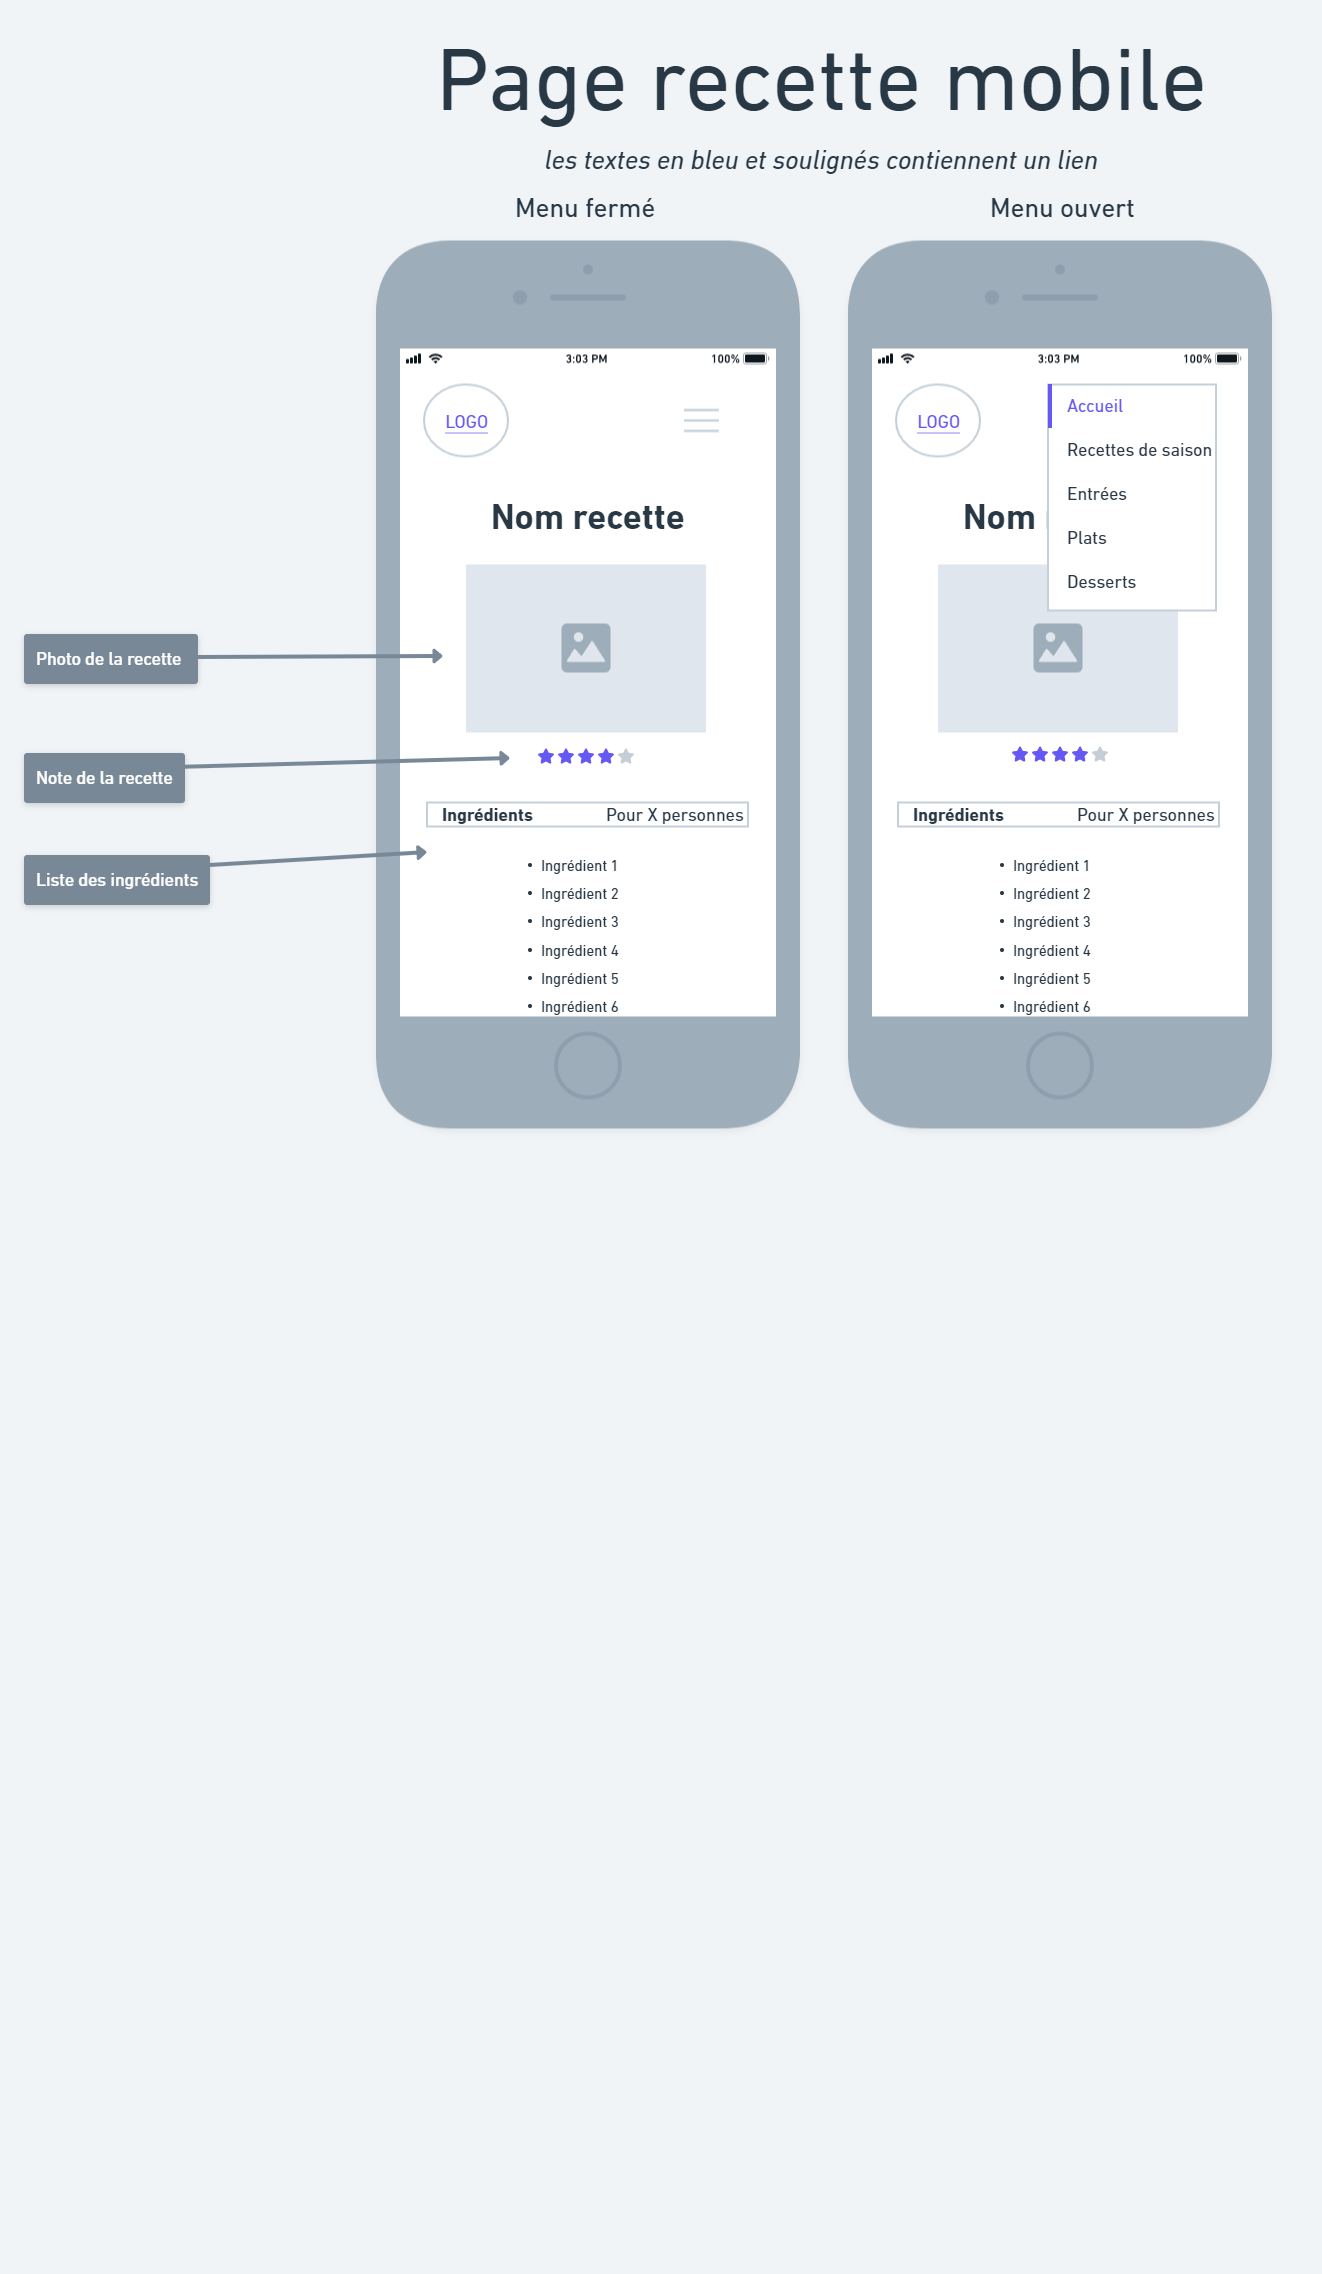 Page recette mobile
les textes en bleu et soulignés contiennent un lien
Menu fermé
Menu ouvert
3:03 PM
100%
LOGO
Nom recette
Photo de la recette
Note de la recette
Ingrédients
Pour X personnes
Liste des ingrédients
• Ingrédient 1
• Ingrédient 2
• Ingrédient 3
• Ingrédient 4
• Ingrédient 5
• Ingrédient 6
3:03 PM
100%
LOGO
Accueil
Recettes de saison
Entrées
Plats
Desserts
Nom
Ingrédients
Pour X personnes
• Ingrédient 1
• Ingrédient 2
• Ingrédient 3
• Ingrédient 4
• Ingrédient 5
• Ingrédient 6